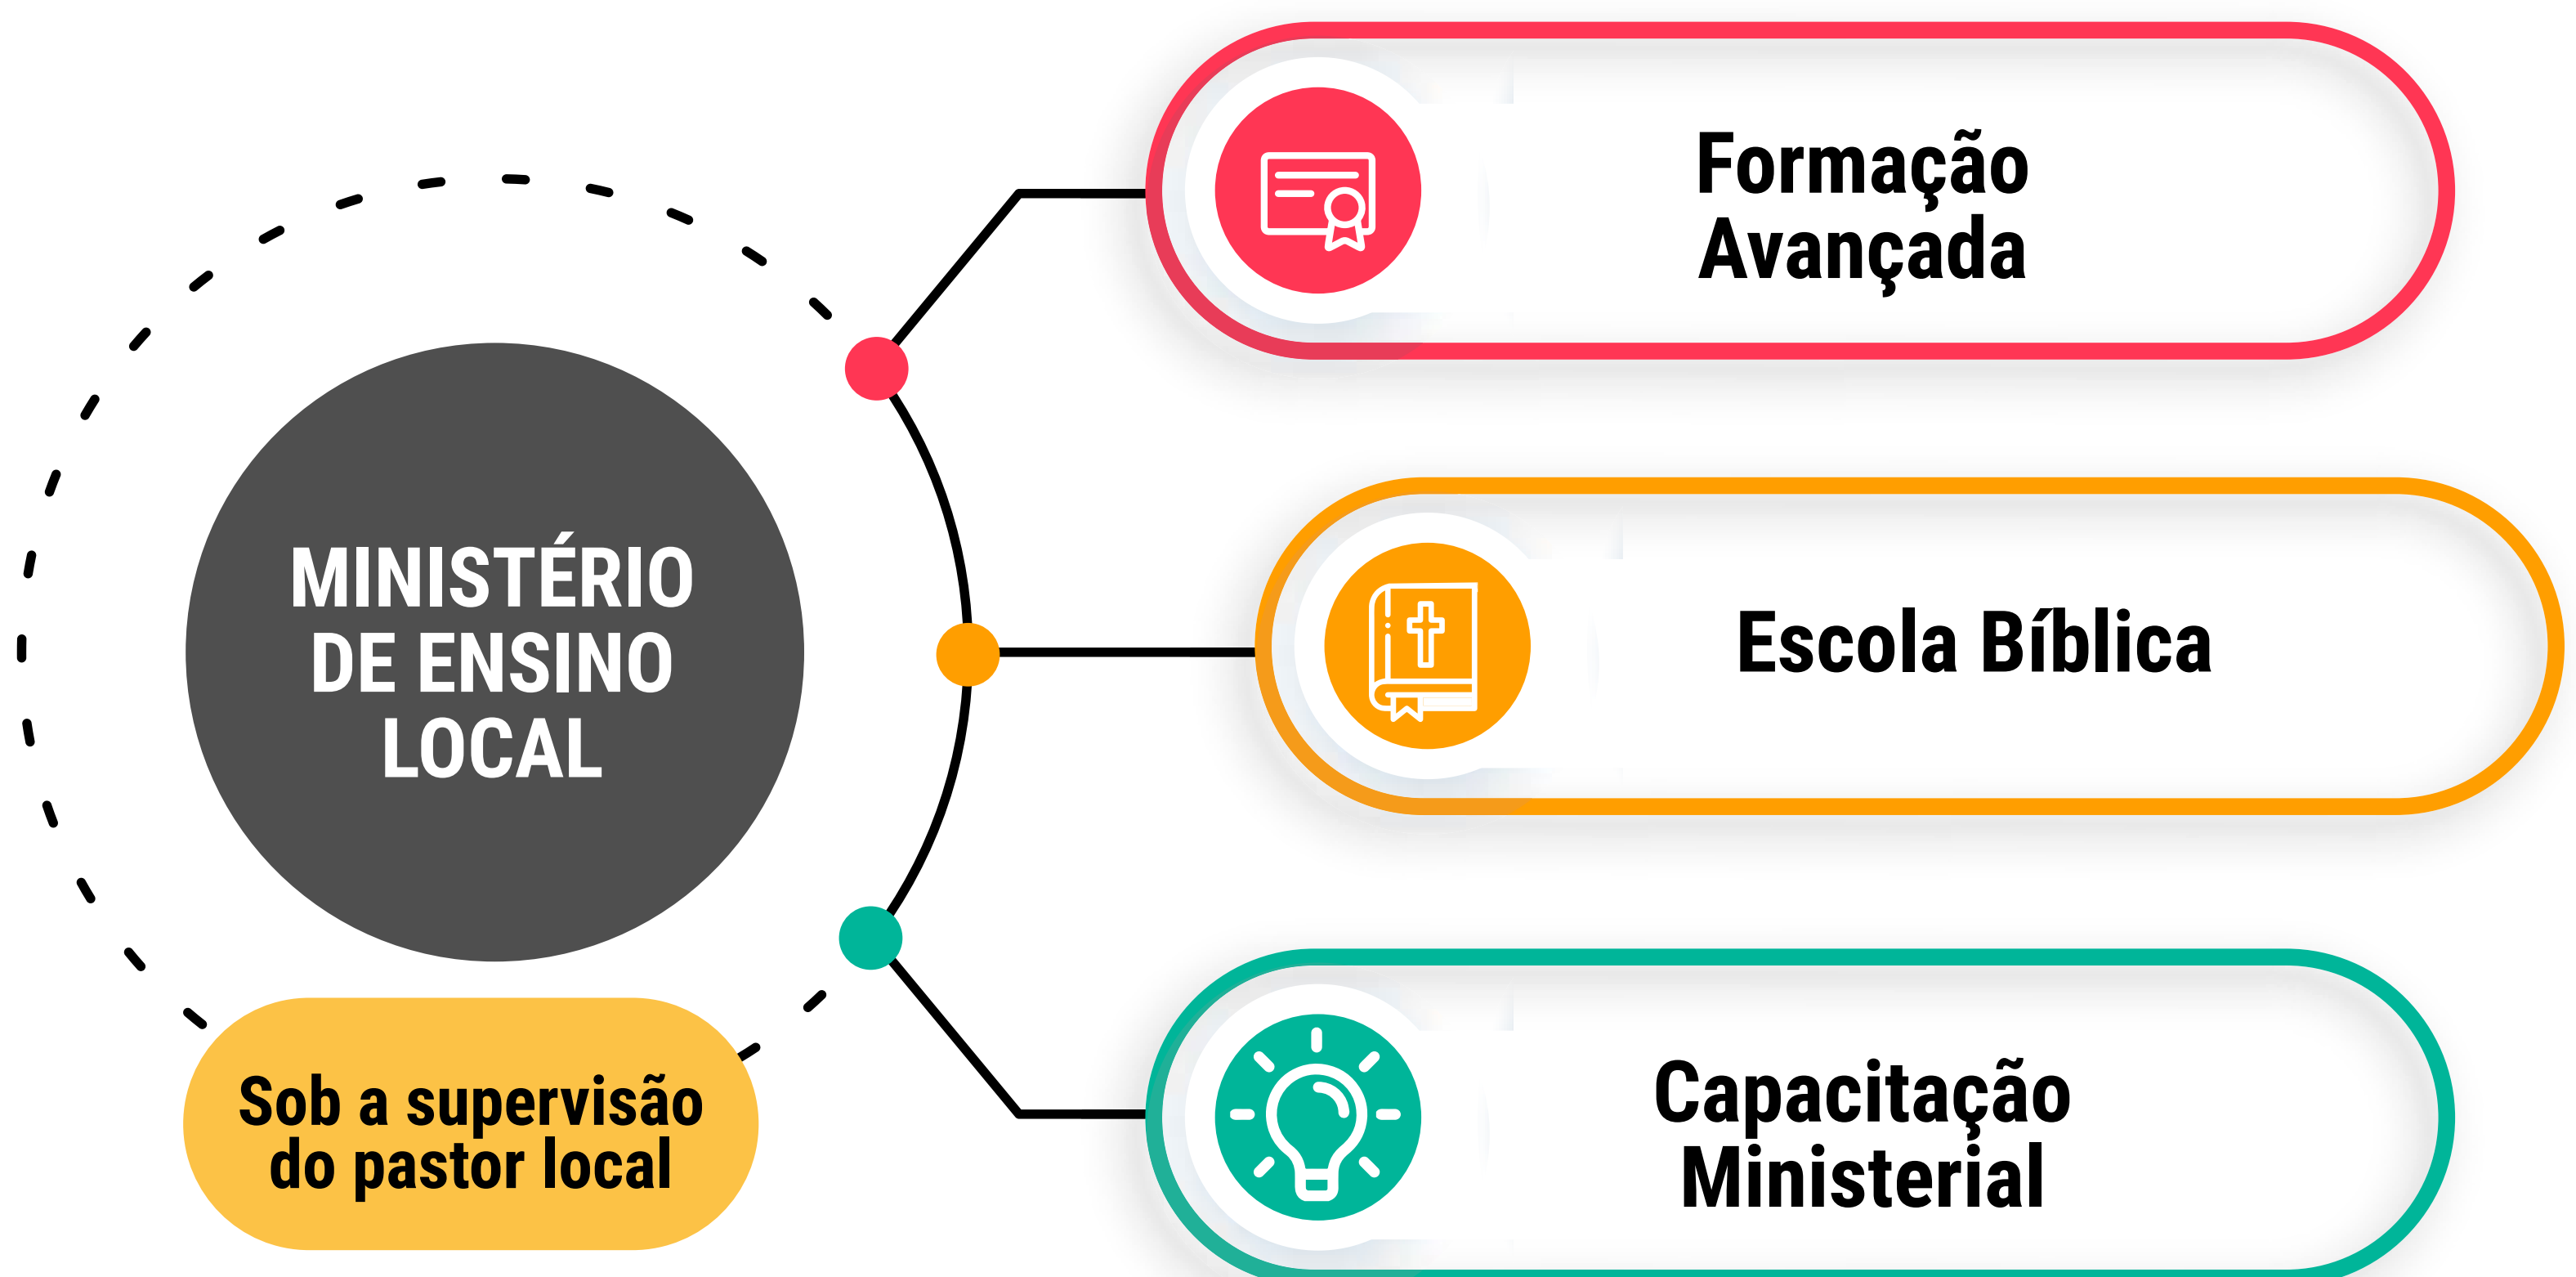 MINISTÉRIO
DE ENSINO
LOCAL
Sob a supervisão
do pastor local
Formação
Avançada
Escola Bíblica
Capacitação
Ministerial